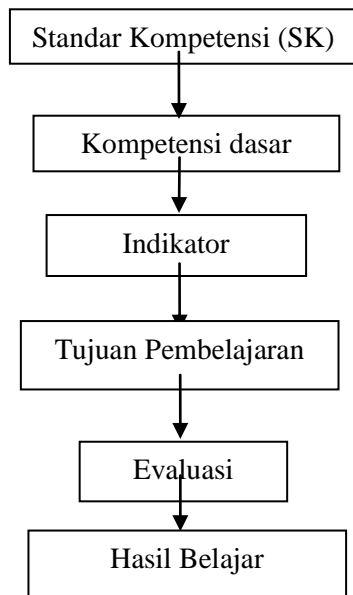 Standar Kompetensi (SK)
Kompetensi dasar
Indikator
Tujuan Pembelajaran
Evaluasi
Hasil Belajar